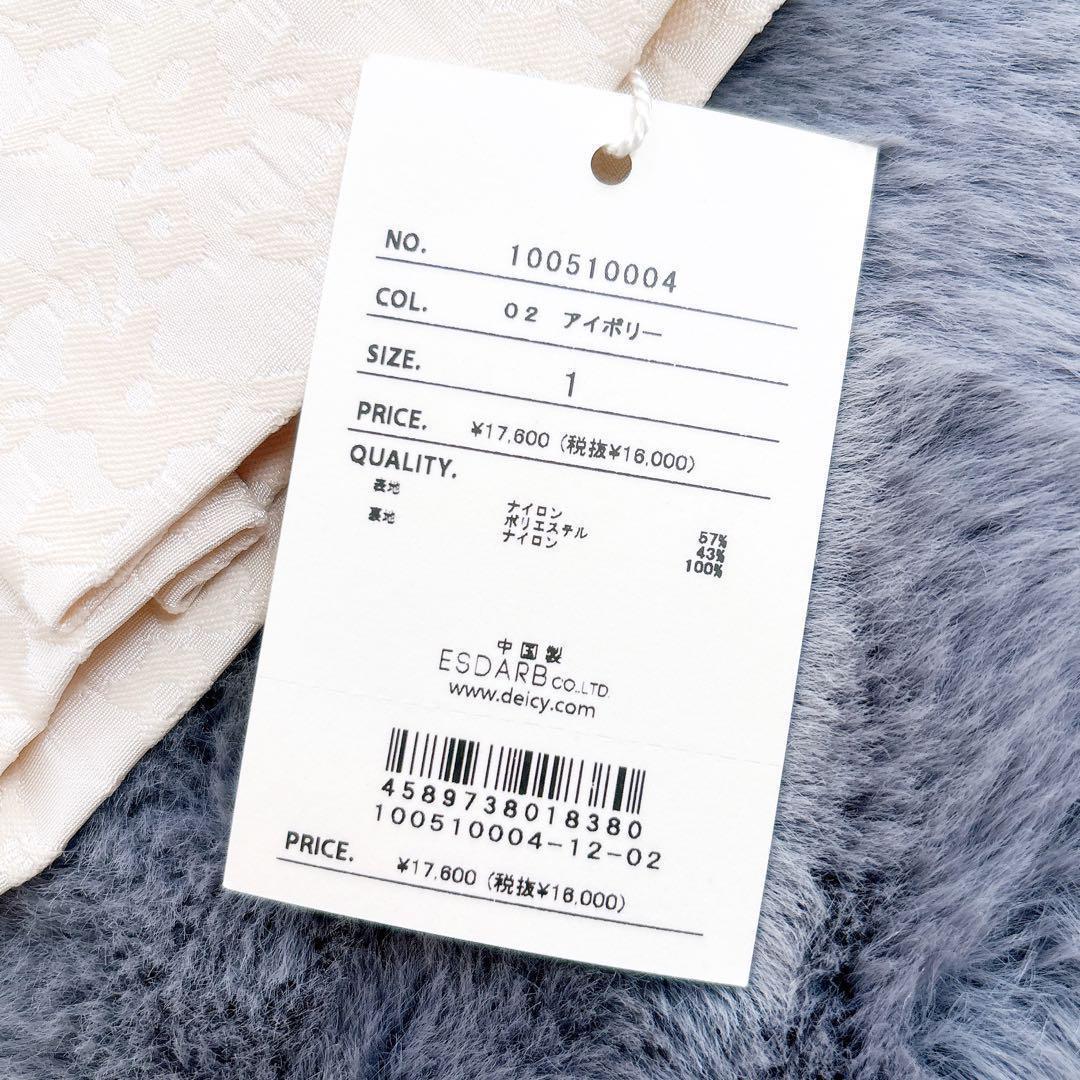 NO. 100510004
COL. 02 アイボリー
SIZE. 1
PRICE. ¥17,600 (税抜¥16,000)
QUALITY.
表地 ナイロン 57%
ポリエステル 43%
裏地 ナイロン 100%
中国製
ESDARB CO.,LTD
www.deicy.com
4589738018380
100510004-12-02
PRICE. ¥17,600 (税抜¥16,000)